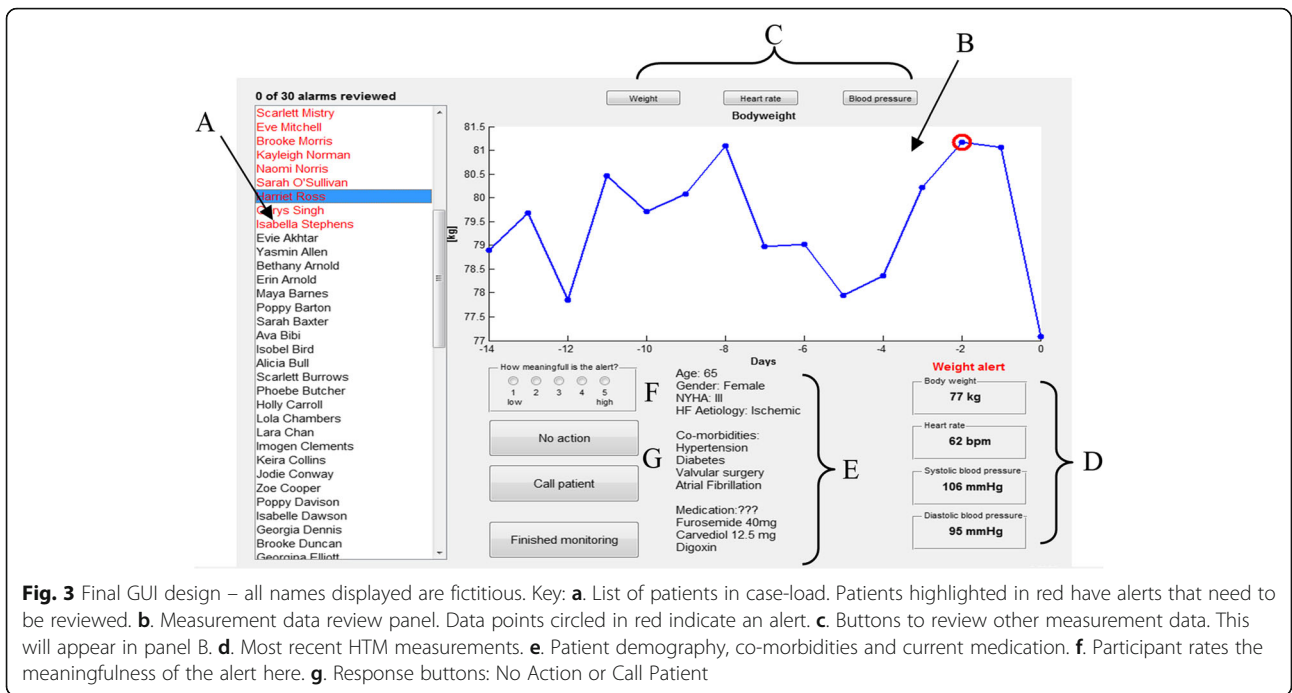 C
B
A
0 of 30 alarms reviewed
Scarlett Mistry
Eve Mitchell
Brooke Morris
Kayleigh Norman
Naomi Norris
Sarah O'Sullivan
Harriet Ross
Singh
Isabella Stephens
Evie Akhtar
Yasmin Allen
Bethany Arnold
Erin Arnold
Maya Barnes
Poppy Barton
Sarah Baxter
Ava Bibi
Isobel Bird
Alicia Bull
Scarlett Burrows
Phoebe Butcher
Holly Carroll
Lola Chambers
Lara Chan
Imogen Clements
Keira Collins
Jodie Conway
Zoe Cooper
Poppy Davison
Isabelle Dawson
Georgia Dennis
Brooke Duncan
Georgina Elliott
Weight
Heart rate
Blood pressure
Bodyweight
81.5
81
80.5
80
79.5
79
78.5
78
77.5
77
[kg]
-14
-12
-10
-8
-6
-4
-2
0
Days
How meaningfull is the alert?
1 2 3 4 5
low high
F
No action
G
Call patient
Finished monitoring
Age: 65
Gender: Female
NYHA: III
HF Aetiology: Ischemic
Co-morbidities:
Hypertension
Diabetes
Valvular surgery
Atrial Fibrillation
Medication:???
Furosemide 40mg
Carvediol 12.5 mg
Digoxin
E
Weight alert
Body weight
77 kg
Heart rate
62 bpm
Systolic blood pressure
106 mmHg
Diastolic blood pressure
95 mmHg
D
Fig. 3 Final GUI design – all names displayed are fictitious. Key: a. List of patients in case-load. Patients highlighted in red have alerts that need to
be reviewed. b. Measurement data review panel. Data points circled in red indicate an alert. c. Buttons to review other measurement data. This
will appear in panel B. d. Most recent HTM measurements. e. Patient demography, co-morbidities and current medication. f. Participant rates the
meaningfulness of the alert here. g. Response buttons: No Action or Call Patient